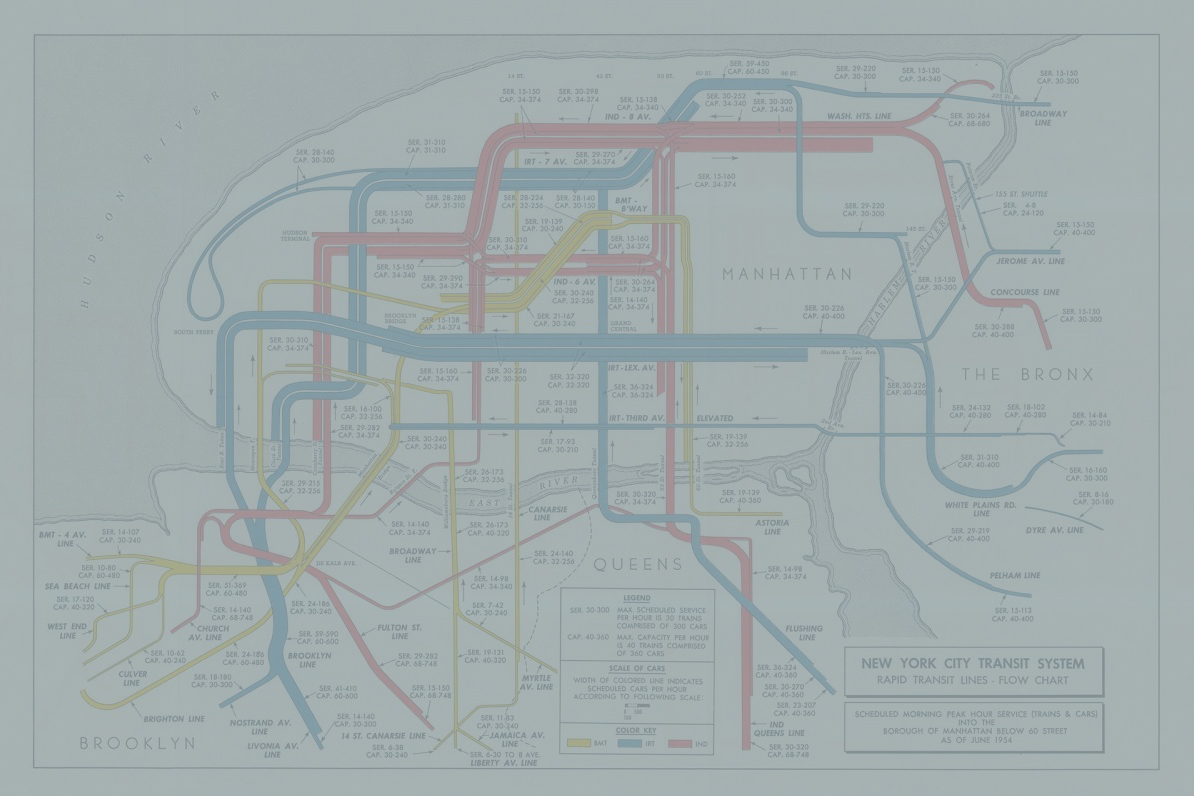 SER. 39-430
CAP. 60-450
SER. 29-220
CAP. 30-300
SER. 15-150
CAP. 34-340
SER. 15-150
CAP. 30-300
BROADWAY
LINE
SER. 15-150
CAP. 34-374
SER. 30-298
CAP. 34-374
SER. 15-138
CAP. 34-340
IND - 8 AV.
SER. 30-252
CAP. 34-340
SER. 30-300
CAP. 34-340
WASH. HTS. LINE
SER. 30-364
CAP. 68-680
HUDSON RIVER
SER. 28-140
CAP. 30-300
SER. 31-310
CAP. 31-310
IRT - 7 AV.
SER. 29-270
CAP. 34-374
SER. 15-160
CAP. 34-374
155 ST. SHUTTLE
SER. 4-8
CAP. 24-120
SER. 28-280
CAP. 31-310
SER. 28-224
CAP. 32-256
SER. 28-140
CAP. 30-150
BMT -
B'WAY
SER. 29-220
CAP. 30-300
SER. 15-150
CAP. 40-400
JEROME AV. LINE
SER. 15-150
CAP. 34-340
SER. 19-139
CAP. 30-240
HUDSON
TERMINAL
SER. 30-310
CAP. 34-374
SER. 15-160
CAP. 34-374
MANHATTAN
HARLEM RIVER
SER. 15-150
CAP. 34-340
SER. 29-290
CAP. 34-374
IND - 6 AV.
SER. 30-264
CAP. 34-374
SER. 15-150
CAP. 30-300
CONCOURSE LINE
SER. 30-240
CAP. 32-256
SER. 14-140
CAP. 34-374
SER. 30-288
CAP. 40-400
SER. 15-150
CAP. 30-300
SOUTH FERRY
BROOKLYN
BRIDGE
SER. 15-138
CAP. 34-374
SER. 31-167
CAP. 30-240
GRAND
CENTRAL
SER. 30-226
CAP. 40-400
SER. 30-210
CAP. 34-374
IRT-LEX. AV.
THE BRONX
SER. 15-160
CAP. 34-374
SER. 30-226
CAP. 30-300
SER. 32-320
CAP. 32-320
SER. 36-324
CAP. 36-324
SER. 30-226
CAP. 40-400
SER. 16-100
CAP. 32-256
SER. 28-158
CAP. 40-280
IRT-THIRD AV. ELEVATED
SER. 24-132
CAP. 40-280
SER. 18-102
CAP. 40-280
SER. 14-84
CAP. 30-210
SER. 29-282
CAP. 34-374
SER. 30-240
CAP. 30-240
SER. 17-93
CAP. 30-210
SER. 19-139
CAP. 32-256
SER. 31-310
CAP. 40-400
SER. 16-160
CAP. 30-300
SER. 29-215
CAP. 32-256
SER. 26-173
CAP. 32-256
EAST RIVER
SER. 30-320
CAP. 34-374
SER. 19-139
CAP. 40-360
WHITE PLAINS RD.
LINE
SER. 8-16
CAP. 30-180
DYRE AV. LINE
CANARSIE
LINE
ASTORIA
LINE
BMT - 4 AV.
LINE
SER. 14-107
CAP. 30-240
SER. 14-140
CAP. 34-374
SER. 26-173
CAP. 40-320
SER. 29-219
CAP. 40-400
BROADWAY
LINE
SER. 24-140
CAP. 32-256
QUEENS
DE KALB AVE.
SER. 10-80
CAP. 60-480
SEA BEACH LINE
SER. 31-269
CAP. 60-480
SER. 14-98
CAP. 34-340
SER. 14-98
CAP. 34-374
PELHAM LINE
SER. 17-120
CAP. 40-320
SER. 14-140
CAP. 68-748
SER. 24-186
CAP. 30-240
SER. 7-42
CAP. 30-240
SER. 15-113
CAP. 40-400
WEST END
LINE
CHURCH
AV. LINE
SER. 59-590
CAP. 60-600
FULTON ST.
LINE
FLUSHING
LINE
LEGEND
SER. 30-300 MAX SCHEDULED SERVICE
PER HOUR IS 30 TRAINS
COMPRISED OF 300 CARS
CAP. 40-360 MAX. CAPACITY PER HOUR
IS 40 TRAINS COMPRISED
OF 360 CARS
SCALE OF CARS
WIDTH OF COLORED LINE INDICATES
SCHEDULED CARS PER HOUR
ACCORDING TO FOLLOWING SCALE:
COLOR KEY
BMT IRT IND
SER. 10-62
CAP. 40-240
SER. 24-186
CAP. 60-480
BROOKLYN
LINE
SER. 29-282
CAP. 68-748
SER. 19-131
CAP. 40-320
CULVER
LINE
SER. 18-180
CAP. 30-300
MYRTLE
AV. LINE
SER. 36-324
CAP. 40-360
SER. 30-270
CAP. 40-360
SER. 23-207
CAP. 40-360
SER. 41-410
CAP. 60-600
SER. 15-150
CAP. 68-748
BRIGHTON LINE
NOSTRAND AV.
LINE
SER. 14-140
CAP. 30-300
SER. 11-63
CAP. 30-240
IND
QUEENS LINE
LIVONIA AV.
LINE
14 ST. CANARSIE LINE
JAMAICA AV.
LINE
SER. 6-38
CAP. 30-240
SER. 6-30 TO B AVE.
LIBERTY AV. LINE
SER. 30-320
CAP. 68-748
BROOKLYN
NEW YORK CITY TRANSIT SYSTEM
RAPID TRANSIT LINES - FLOW CHART
SCHEDULED MORNING PEAK HOUR SERVICE (TRAINS & CARS)
INTO THE
BOROUGH OF MANHATTAN BELOW 60 STREET
AS OF JUNE 1954